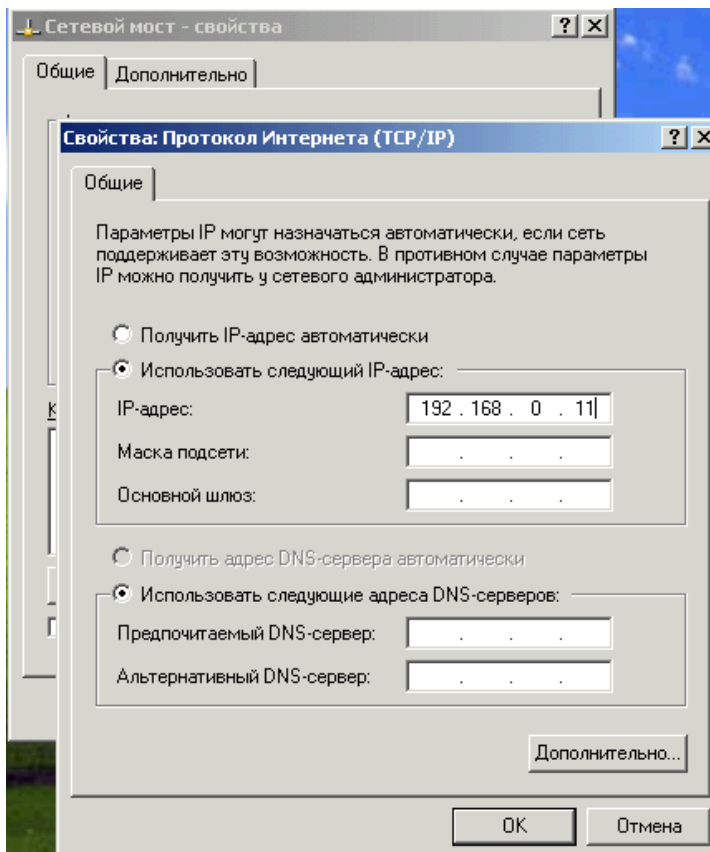 Сетевой мост - свойства
Общие
Дополнительно
Свойства: Протокол Интернета (TCP/IP)
Общие
Параметры IP могут назначаться автоматически, если сеть
поддерживает эту возможность. В противном случае параметры
IP можно получить у сетевого администратора.
Получить IP-адрес автоматически
Использовать следующий IP-адрес:
IP-адрес: 192 . 168 . 0 . 11
Маска подсети: . . .
Основной шлюз: . . .
Получить адрес DNS-сервера автоматически
Использовать следующие адреса DNS-серверов:
Предпочитаемый DNS-сервер: . . .
Альтернативный DNS-сервер: . . .
Дополнительно...
OK Отмена